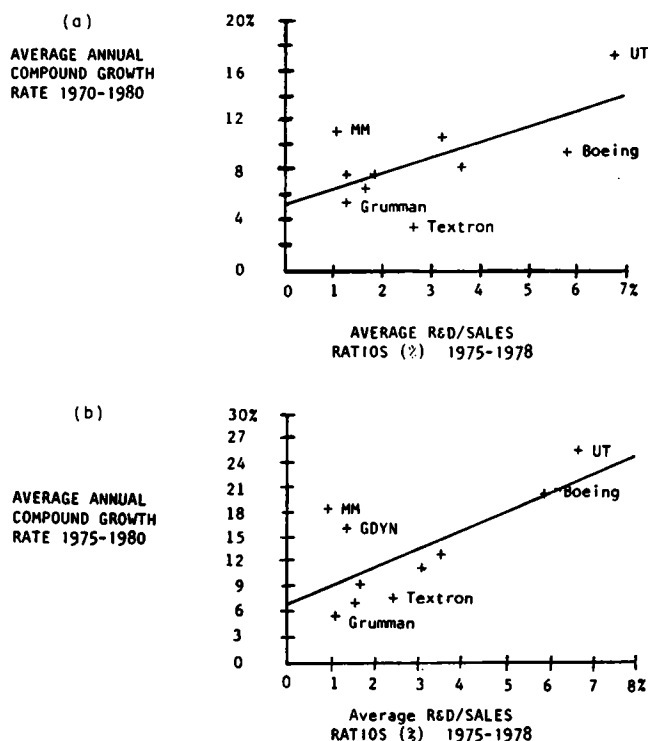 (a)
AVERAGE ANNUAL
COMPOUND GROWTH
RATE 1970-1980
20%
16
12
8
4
0
UT
+ MM
+ Boeing
Grumman
+ Textron
0 1 2 3 4 5 6 7%
AVERAGE R&D/SALES
RATIOS (%) 1975-1978
(b)
AVERAGE ANNUAL
COMPOUND GROWTH
RATE 1975-1980
30%
27
24
21
18
15
12
9
6
3
0
+ UT
+ Boeing
MM
+ GDYN
+ Textron
Grumman
0 1 2 3 4 5 6 7 8%
Average R&D/SALES
RATIOS (%) 1975-1978